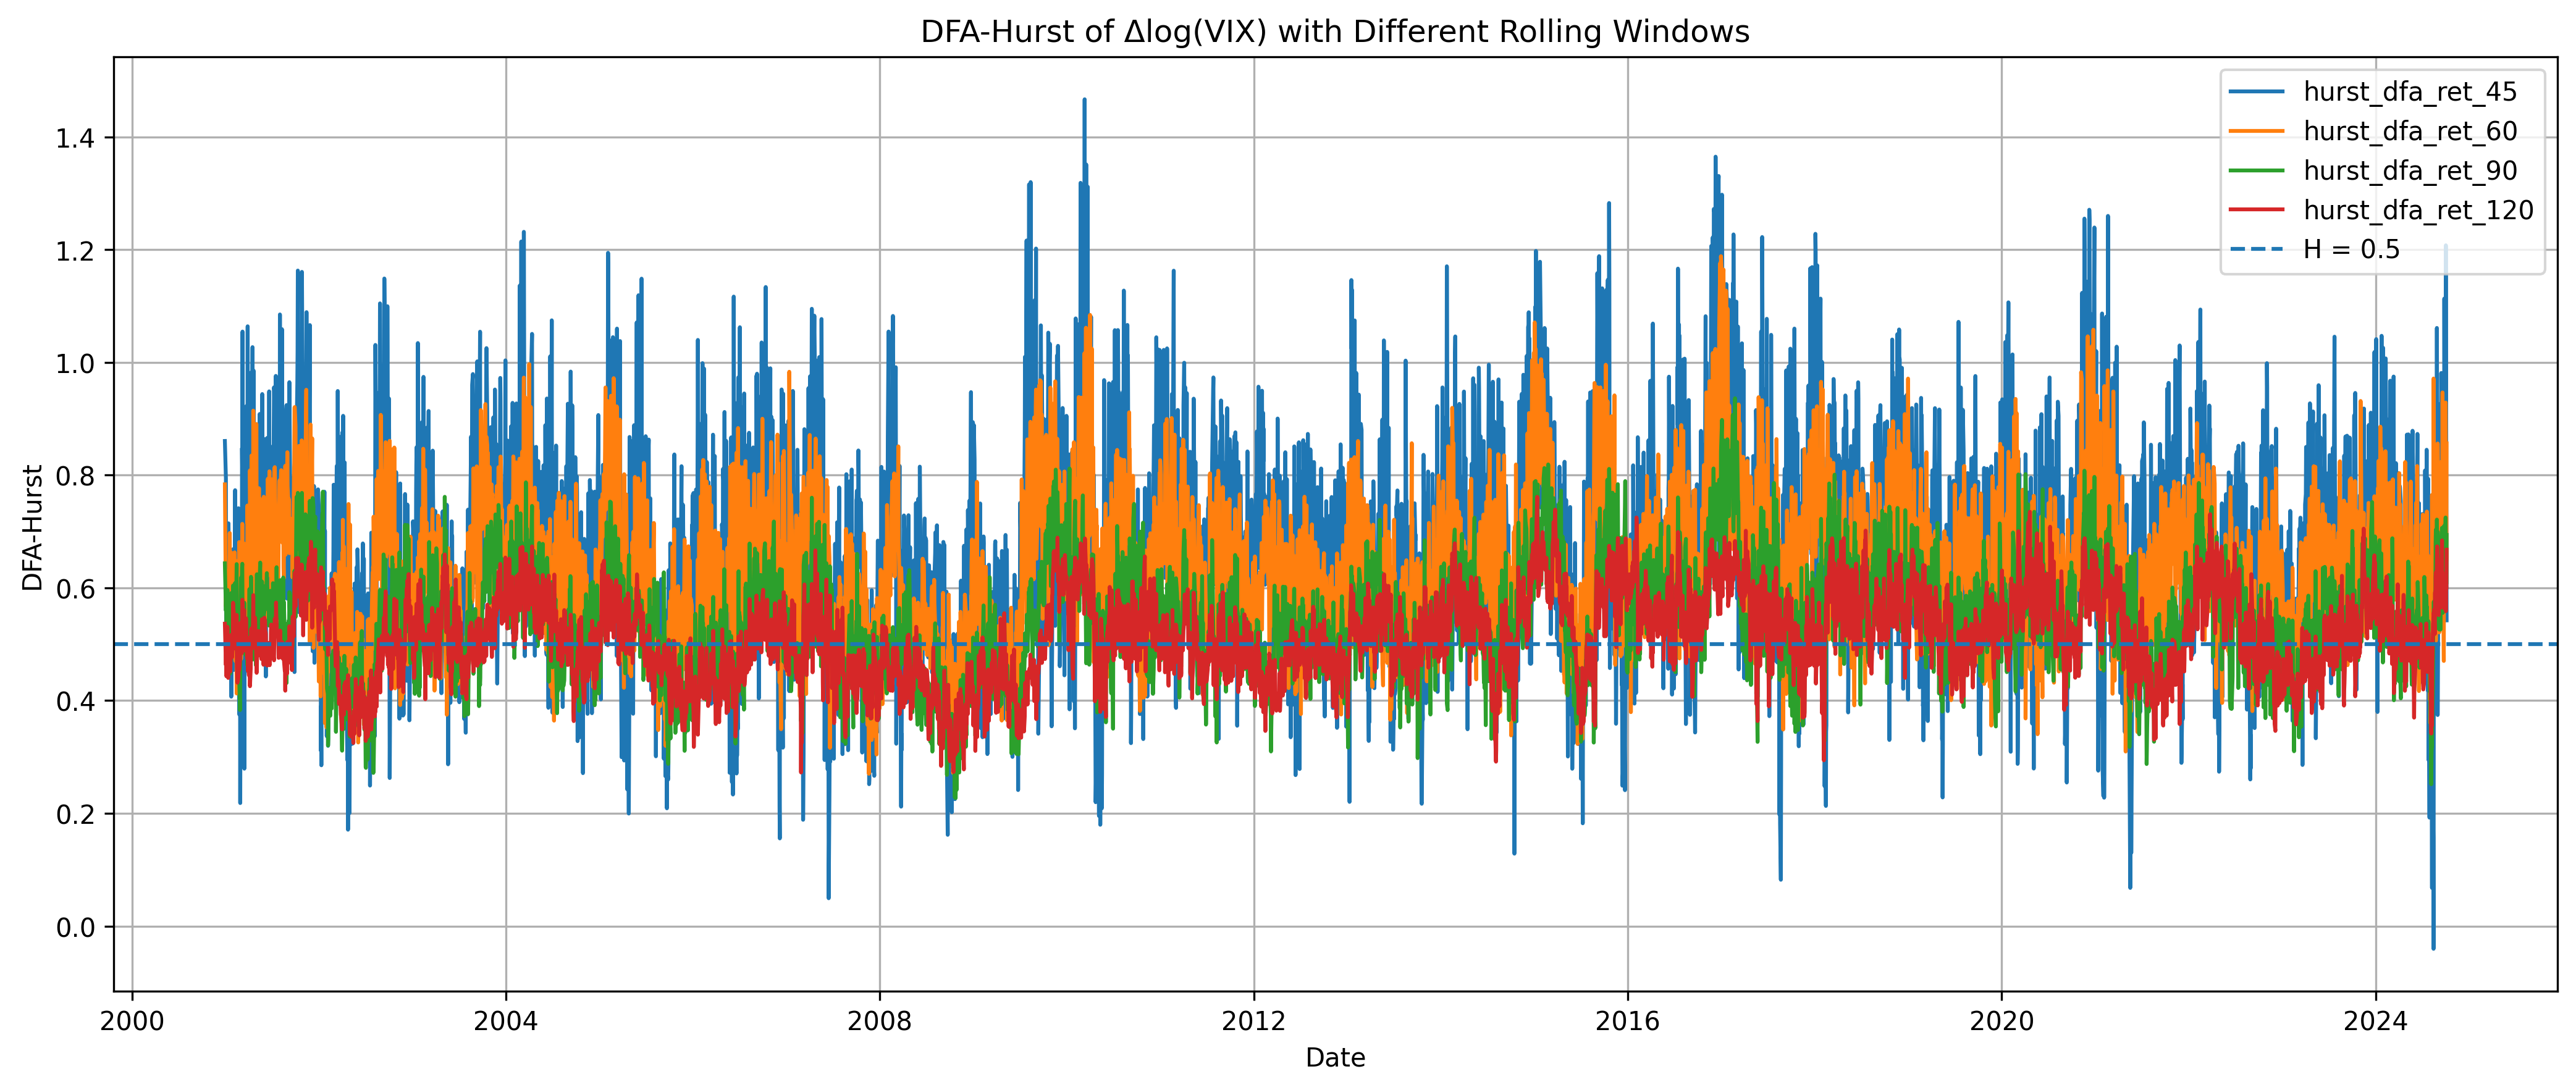 DFA-Hurst of Δlog(VIX) with Different Rolling Windows
hurst_dfa_ret_45
hurst_dfa_ret_60
hurst_dfa_ret_90
hurst_dfa_ret_120
H = 0.5
DFA-Hurst
1.4
1.2
1.0
0.8
0.6
0.4
0.2
0.0
2000 2004 2008 2012 2016 2020 2024
Date